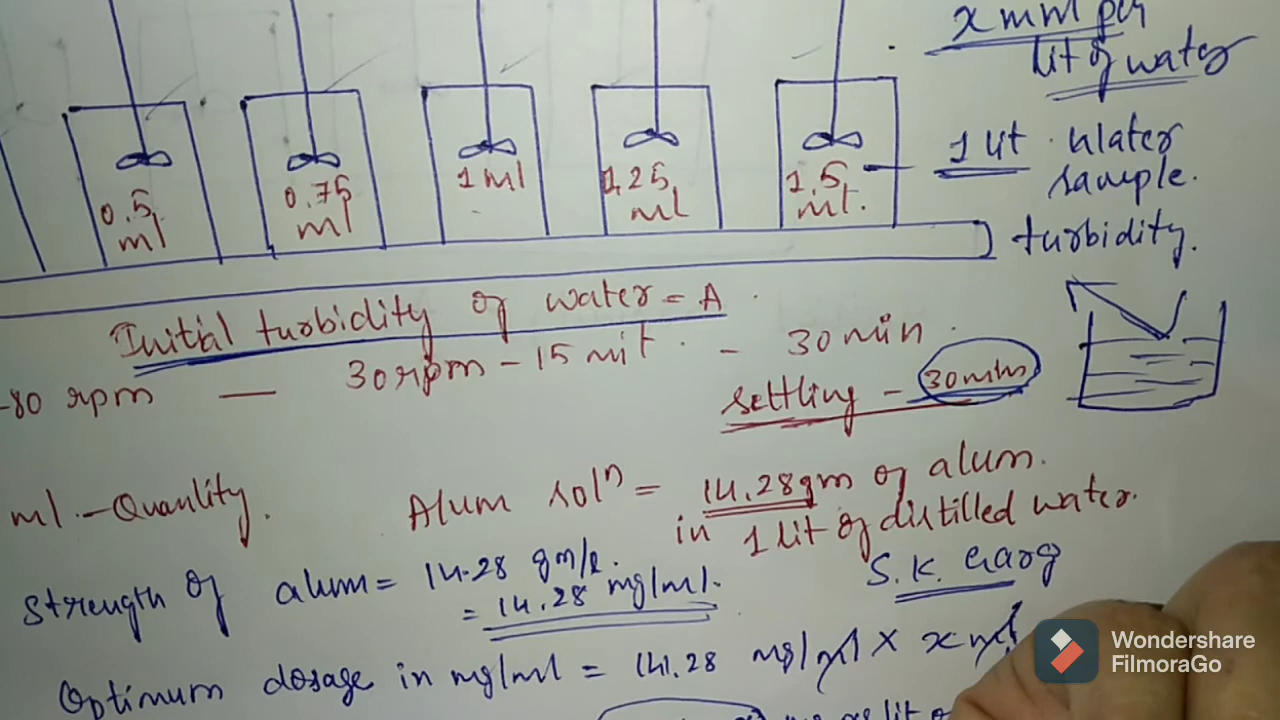 x mml per
lit of water
0.5 ml
0.75 ml
1 ml
1.25 ml
1.5 ml.
1 lit water sample.
turbidity.
Initial turbidity of water = A
-80 rpm — 30 rpm - 15 mit - 30 min
settling - 30 min
ml - Quantity.
Alum solⁿ = 14.28 gm of alum.
in 1 lit of distilled water.
S.K. Garg
Strength of alum = 14.28 gm/l.
= 14.28 mg/ml.
Optimum dosage in mg/ml = 14.28 mg/ml x x ml
Wondershare
FilmoraGo